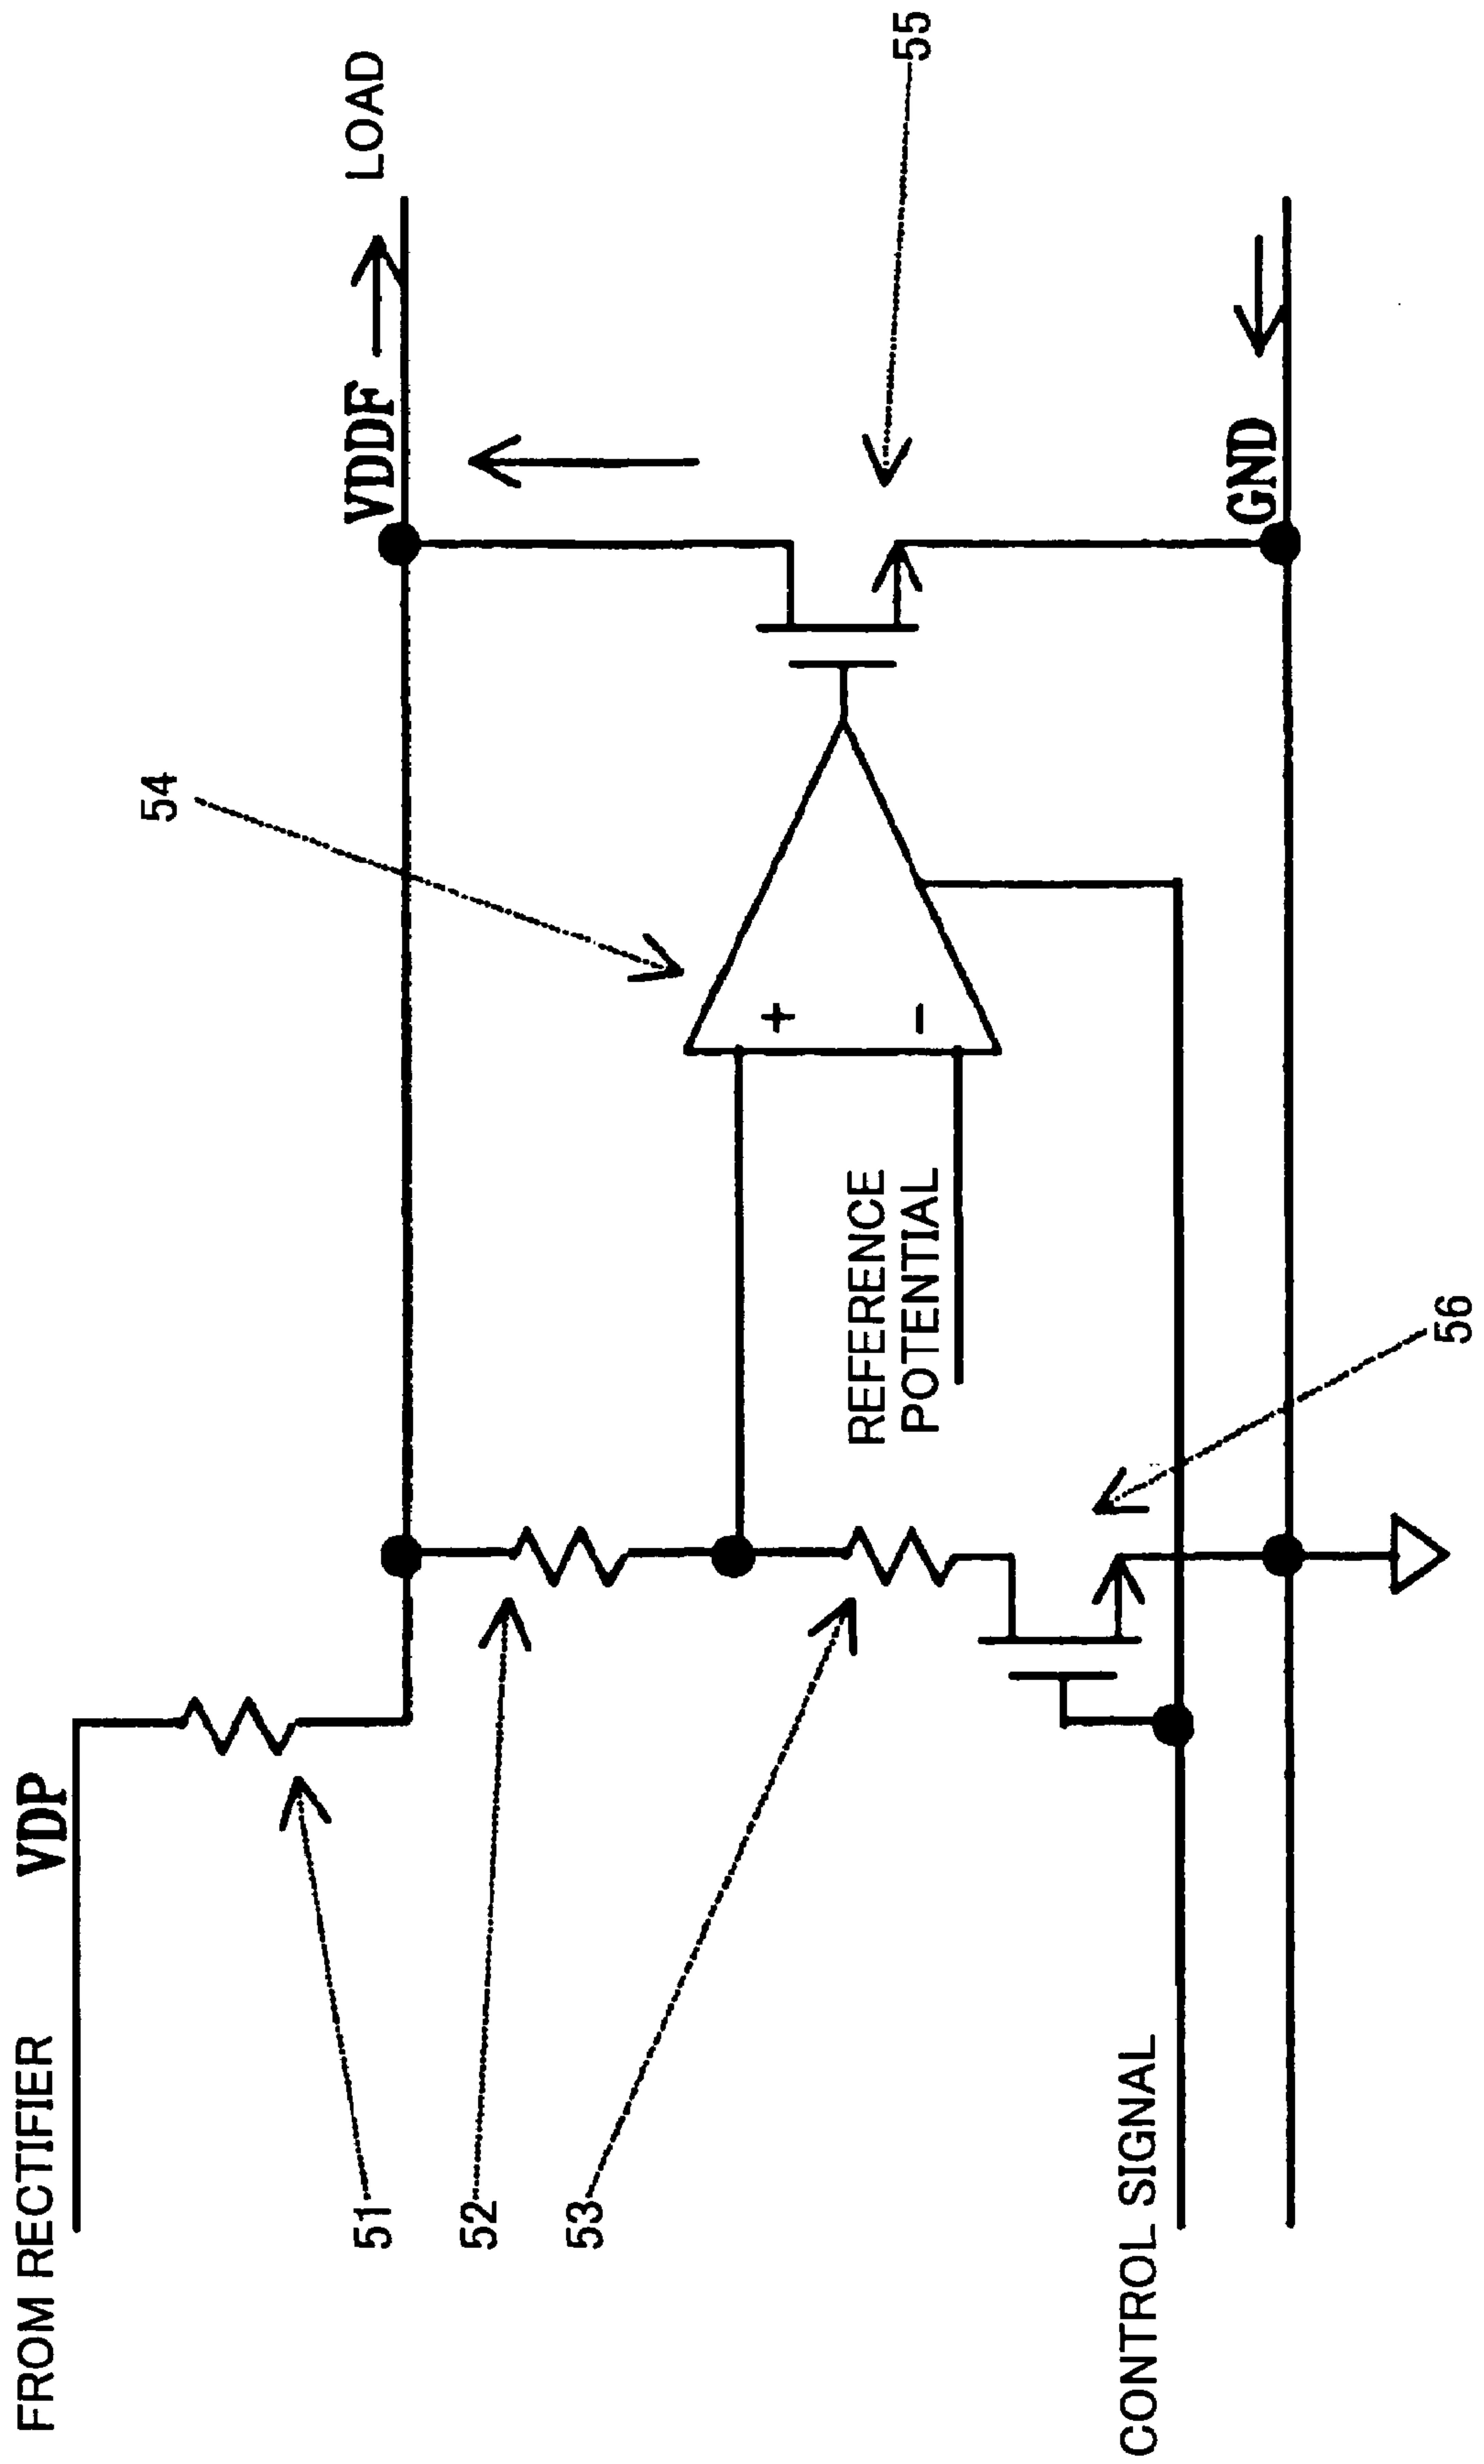 FROM RECTIFIER
VDP
VDDF
LOAD
51
52
53
54
55
56
+
-
REFERENCE
POTENTIAL
CONTROL SIGNAL
GND